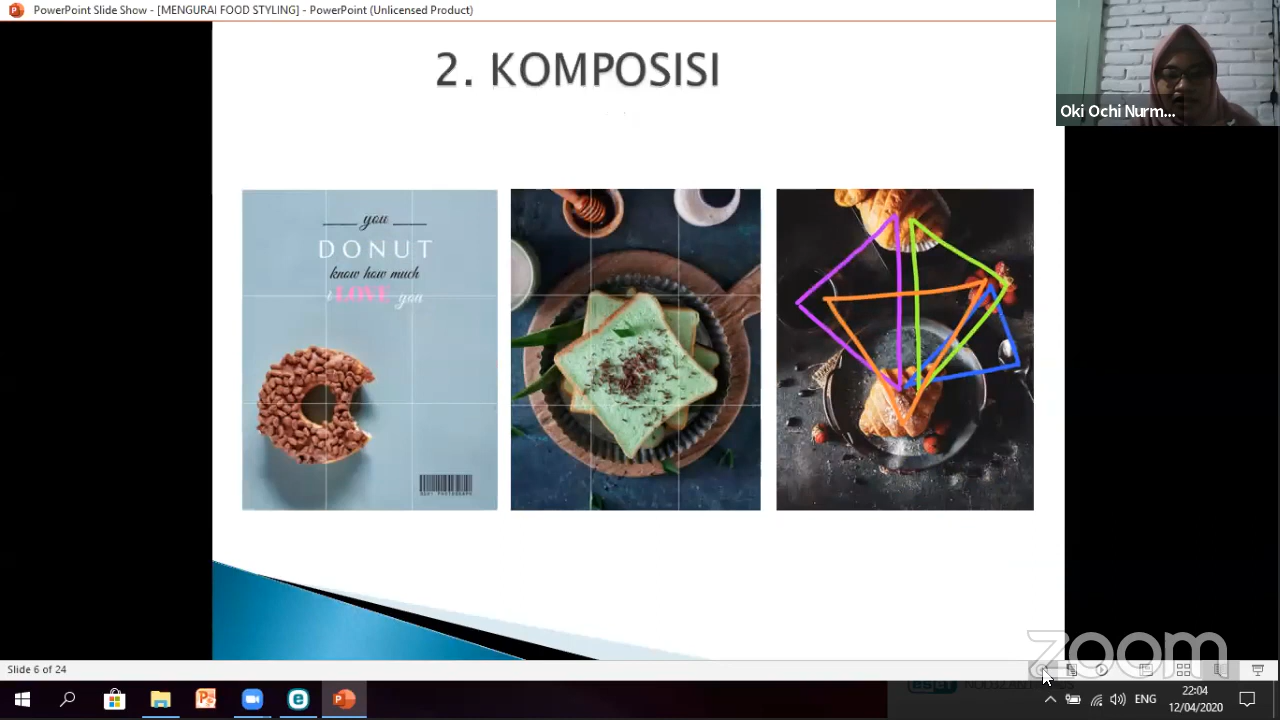 PowerPoint Slide Show - [MENGURAI FOOD STYLING] - PowerPoint (Unlicensed Product)
2. KOMPOSISI
Oki Ochi Nurm...
you
DONUT
know how much
i LOVE you
Slide 6 of 24
zoom
ENG
22:04
12/04/2020